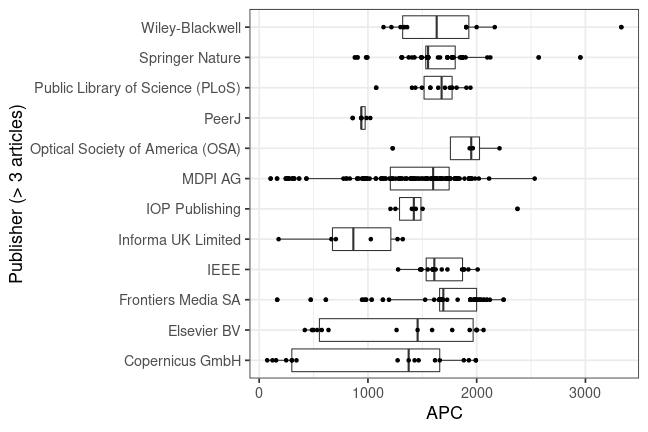 Publisher (> 3 articles)
Wiley-Blackwell
Springer Nature
Public Library of Science (PLoS)
PeerJ
Optical Society of America (OSA)
MDPI AG
IOP Publishing
Informa UK Limited
IEEE
Frontiers Media SA
Elsevier BV
Copernicus GmbH
0 1000 2000 3000
APC